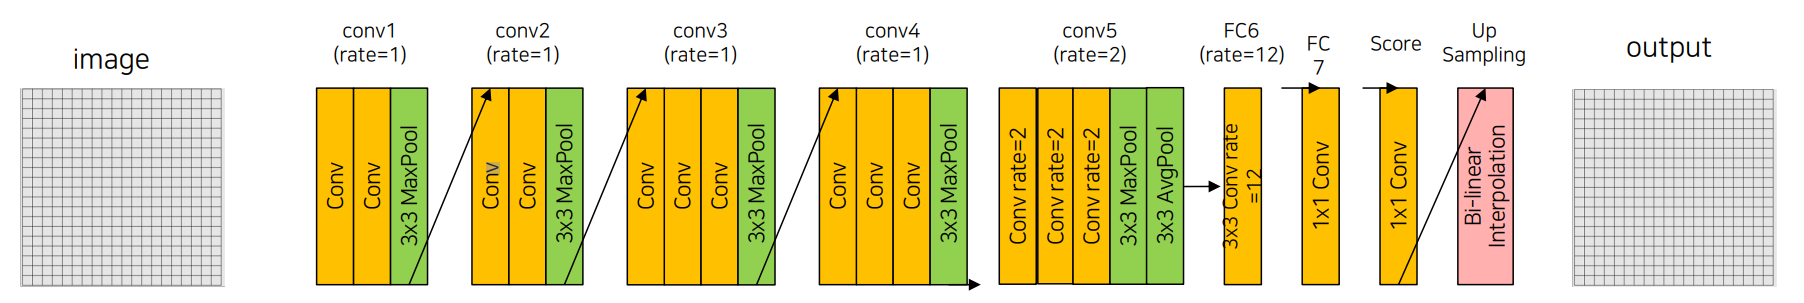 image
conv1
(rate=1)
Conv
Conv
3x3 MaxPool
conv2
(rate=1)
Conv
Conv
3x3 MaxPool
conv3
(rate=1)
Conv
Conv
Conv
3x3 MaxPool
conv4
(rate=1)
Conv
Conv
Conv
3x3 MaxPool
conv5
(rate=2)
Conv rate=2
Conv rate=2
Conv rate=2
3x3 MaxPool
3x3 AvgPool
FC6
(rate=12)
3x3 Conv rate
=12
FC
7
1x1 Conv
Score
1x1 Conv
Up
Sampling
Bi-linear
Interpolation
output